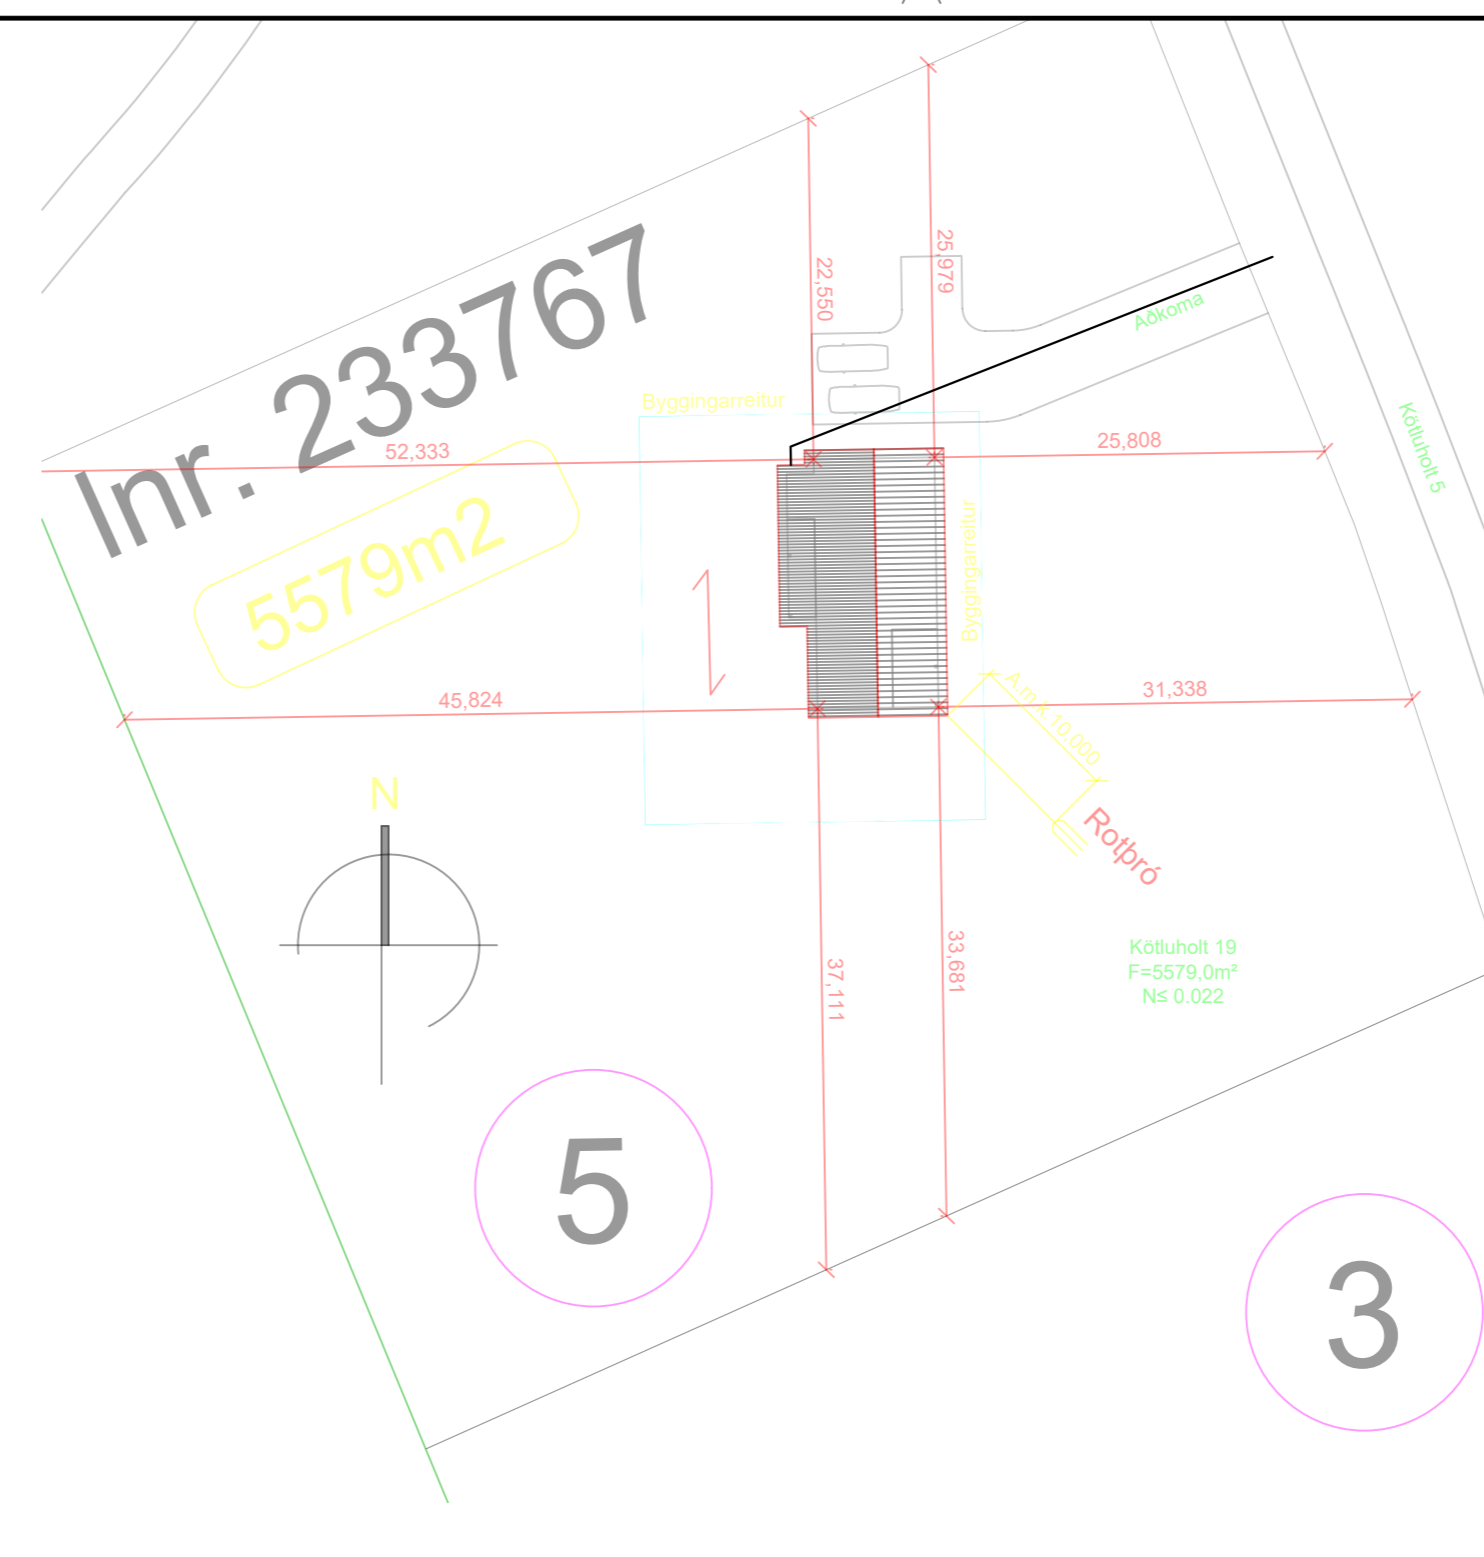 22,550
25,979
Aðkoma
lnr. 233767
Byggingarreitur
52,333
25,808
Kötluholt 5
5579m2
Byggingarreitur
45,824
31,338
A.m.k.10,000
N
Rotþró
37,111
33,681
Kötluholt 19
F=5579,0m²
N≤ 0.022
5
3